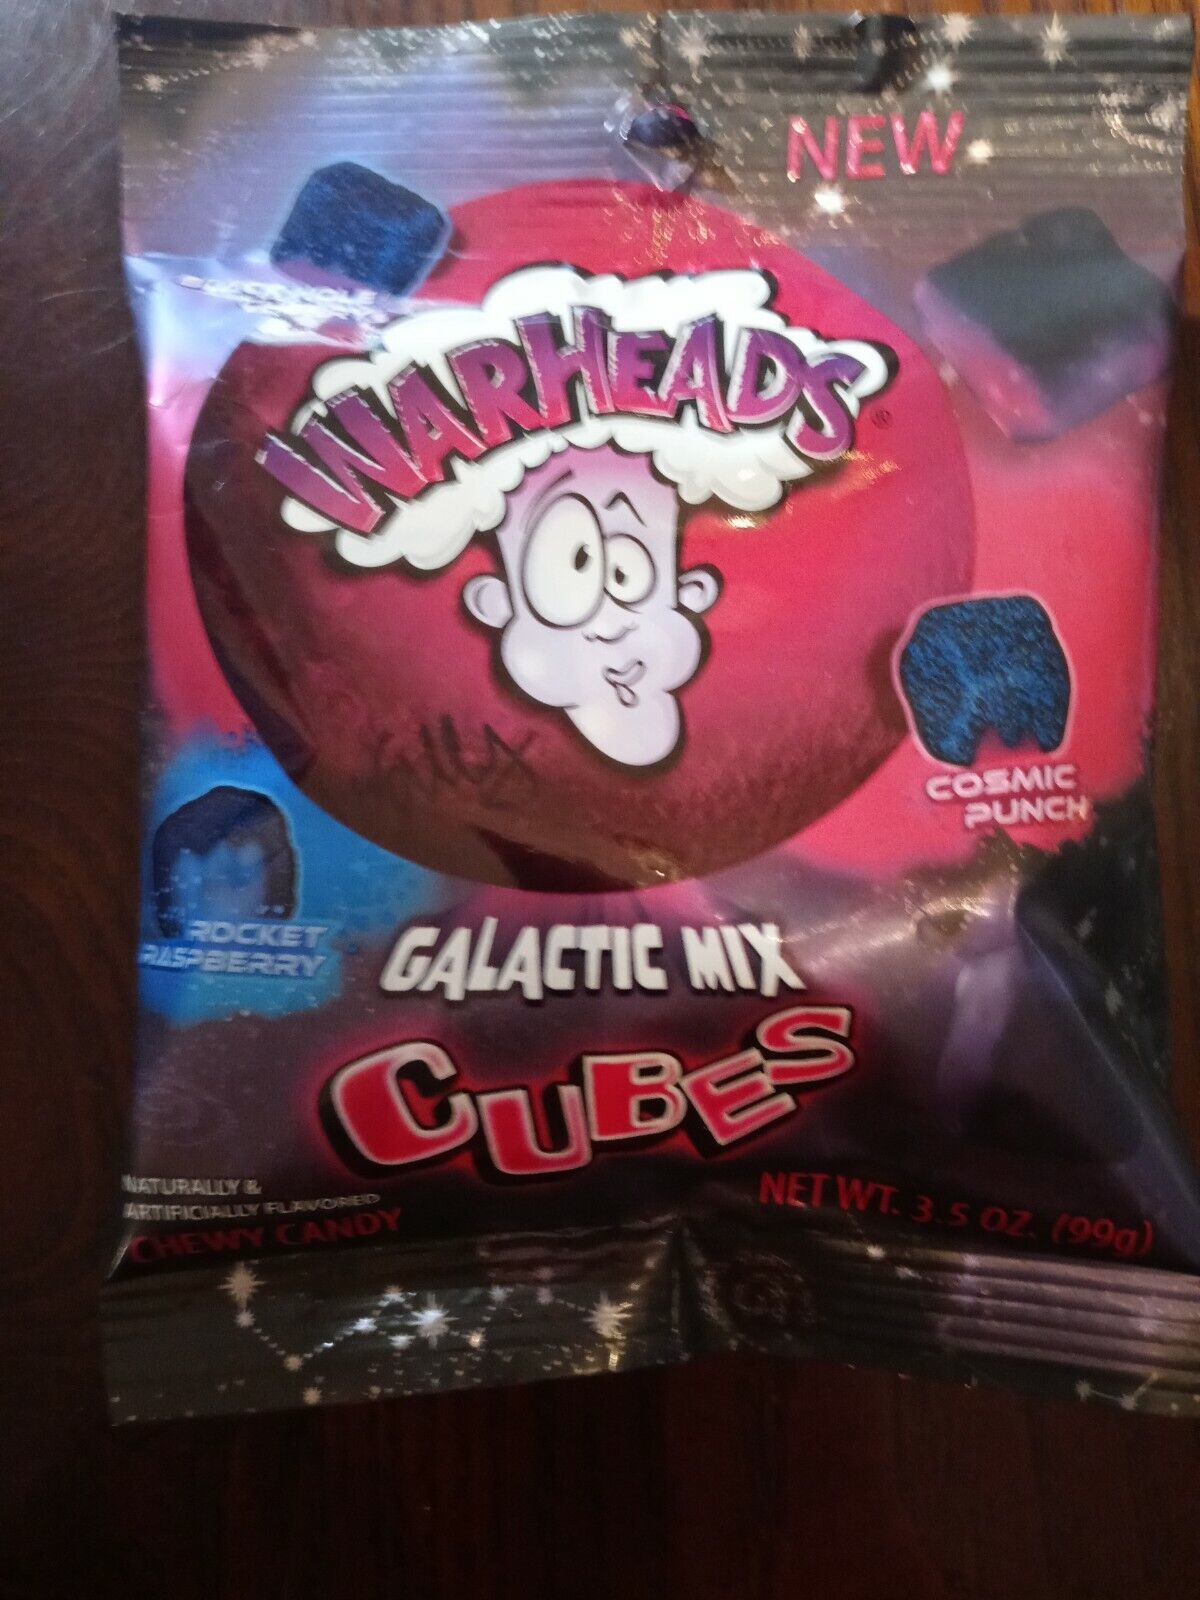 NEW
WARHEADS
®
COSMIC
PUNCH
ROCKET
RASPBERRY
GALACTIC MIX
CUBES
NATURALLY &
ARTIFICIALLY FLAVORED
CHEWY CANDY
NET WT. 3.5 OZ. (99g)